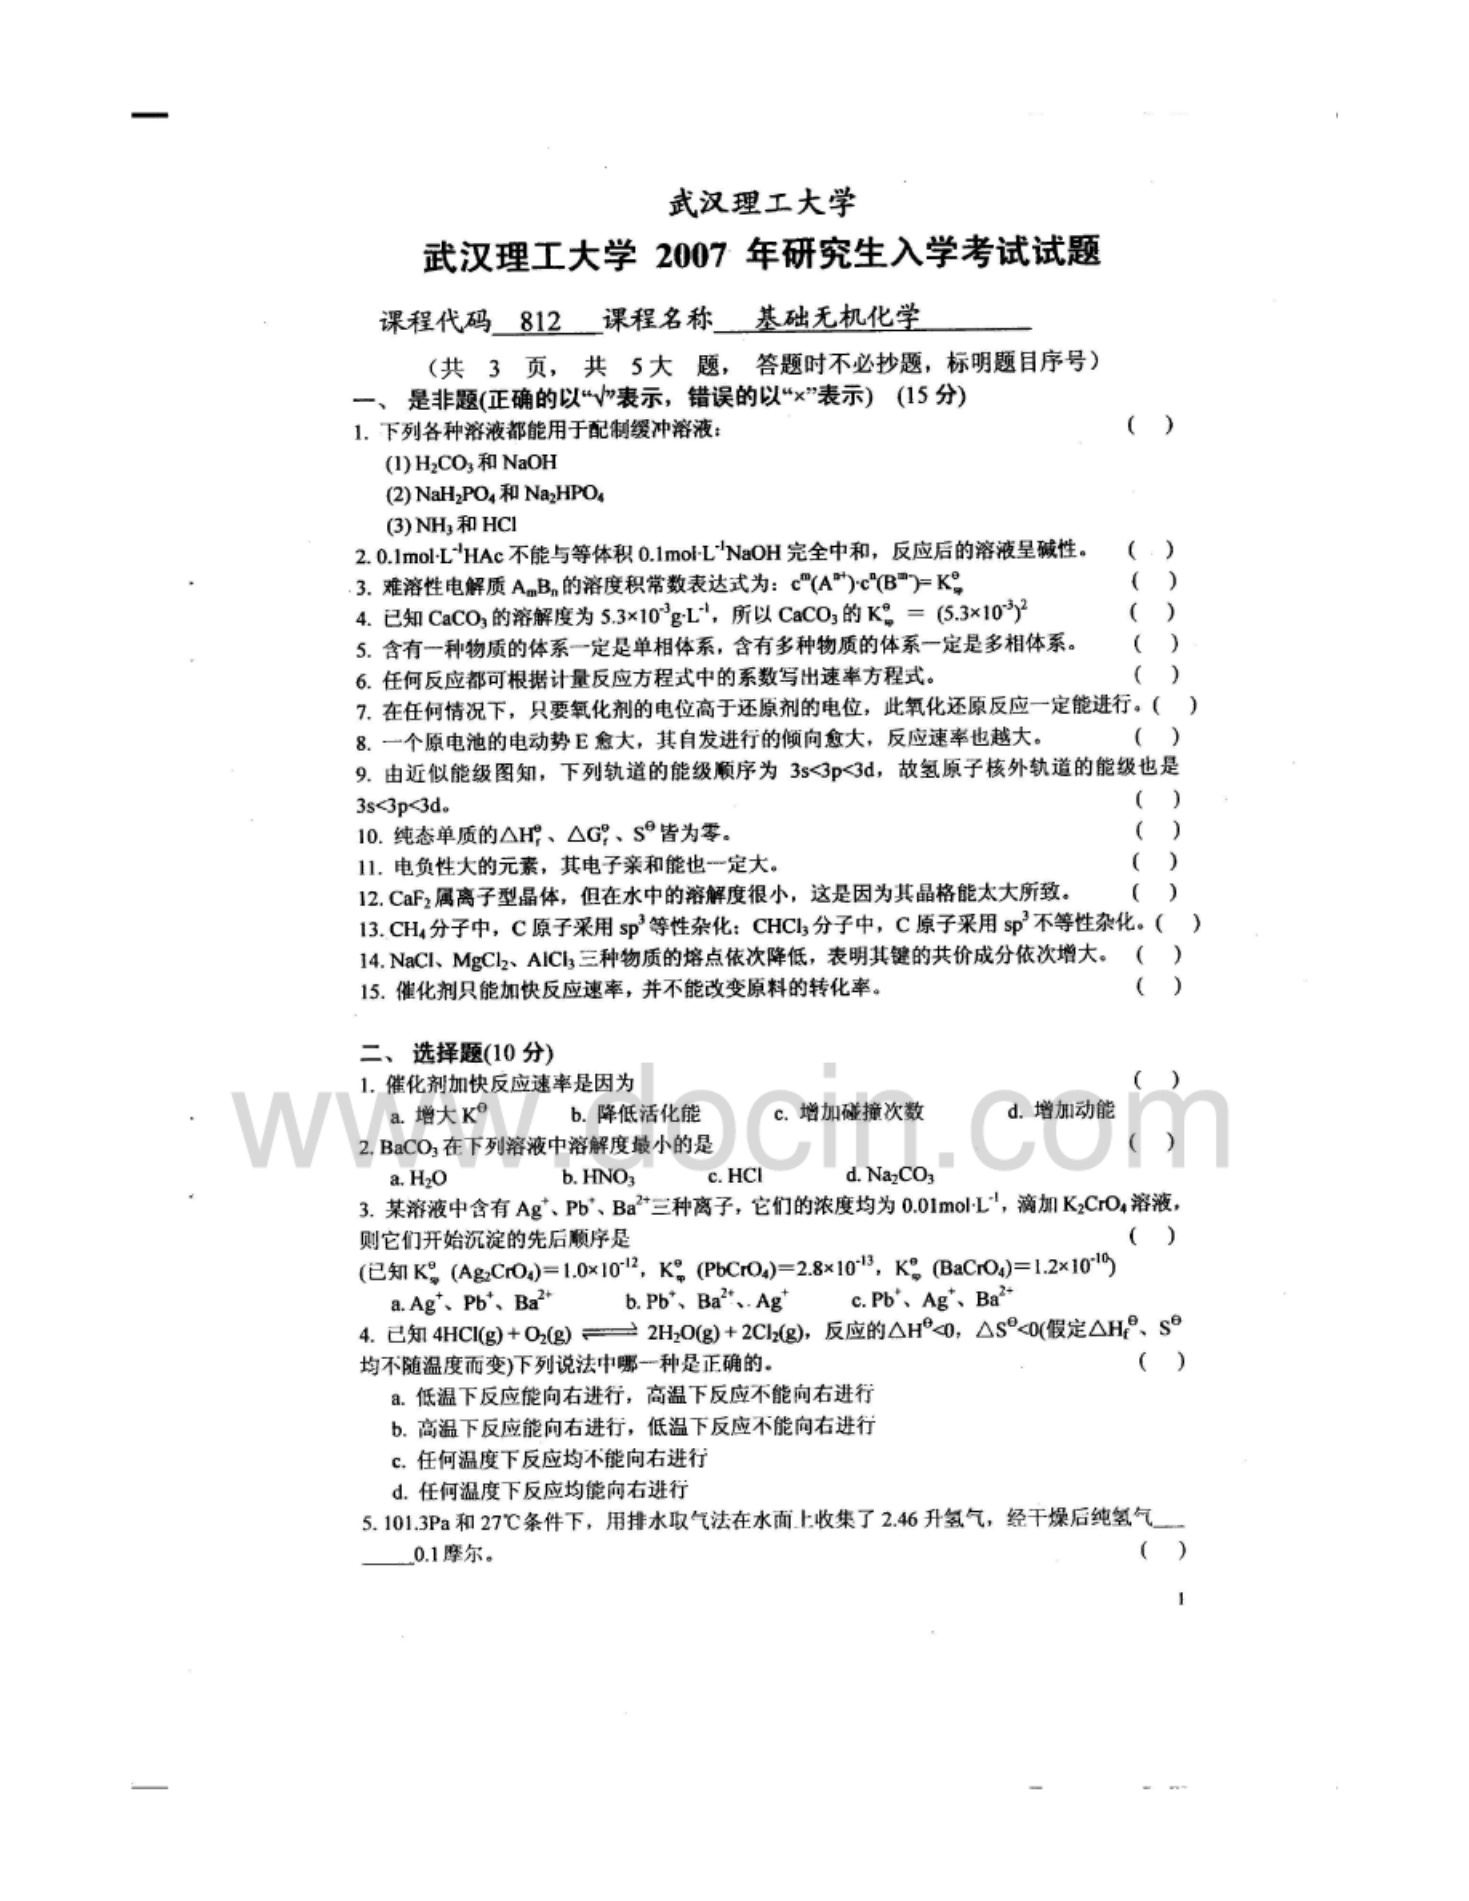 武汉理工大学
武汉理工大学 2007 年研究生入学考试试题
课程代码 812 课程名称 基础无机化学
（共 3 页， 共 5大 题， 答题时不必抄题，标明题目序号）
一、 是非题(正确的以“√”表示，错误的以“×”表示) (15 分)
1. 下列各种溶液都能用于配制缓冲溶液： ( )
(1) H₂CO₃ 和 NaOH
(2) NaH₂PO₄ 和 Na₂HPO₄
(3) NH₃ 和 HCl
2. 0.1mol·L⁻¹HAc 不能与等体积 0.1mol·L⁻¹NaOH 完全中和，反应后的溶液呈碱性。 ( )
3. 难溶性电解质 AₘBₙ 的溶度积常数表达式为：cᵐ(Aⁿ⁺)·cⁿ(Bᵐ⁻)= K℠ₛₚ ( )
4. 已知 CaCO₃ 的溶解度为 5.3×10⁻³g·L⁻¹，所以 CaCO₃ 的 Kᶿₛₚ = (5.3×10⁻³)² ( )
5. 含有一种物质的体系一定是单相体系，含有多种物质的体系一定是多相体系。 ( )
6. 任何反应都可根据计量反应方程式中的系数写出速率方程式。 ( )
7. 在任何情况下，只要氧化剂的电位高于还原剂的电位，此氧化还原反应一定能进行。( )
8. 一个原电池的电动势 E 愈大，其自发进行的倾向愈大，反应速率也越大。 ( )
9. 由近似能级图知，下列轨道的能级顺序为 3s<3p<3d，故氢原子核外轨道的能级也是
3s<3p<3d。 ( )
10. 纯态单质的△Hᶿf、△Gᶿf、Sᶿ 皆为零。 ( )
11. 电负性大的元素，其电子亲和能也一定大。 ( )
12. CaF₂ 属离子型晶体，但在水中的溶解度很小，这是因为其晶格能太大所致。 ( )
13. CH₄ 分子中，C 原子采用 sp³ 等性杂化；CHCl₃ 分子中，C 原子采用 sp³ 不等性杂化。( )
14. NaCl、MgCl₂、AlCl₃ 三种物质的熔点依次降低，表明其键的共价成分依次增大。 ( )
15. 催化剂只能加快反应速率，并不能改变原料的转化率。 ( )
二、 选择题(10 分)
1. 催化剂加快反应速率是因为 ( )
a. 增大 Kᶿ b. 降低活化能 c. 增加碰撞次数 d. 增加动能
www.docin.com
2. BaCO₃ 在下列溶液中溶解度最小的是 ( )
a. H₂O b. HNO₃ c. HCl d. Na₂CO₃
3. 某溶液中含有 Ag⁺、Pb⁺、Ba²⁺三种离子，它们的浓度均为 0.01mol·L⁻¹，滴加 K₂CrO₄ 溶液，
则它们开始沉淀的先后顺序是 ( )
(已知 Kᶿₛₚ (Ag₂CrO₄)=1.0×10⁻¹²，Kᶿₛₚ (PbCrO₄)=2.8×10⁻¹³，Kᶿₛₚ (BaCrO₄)=1.2×10⁻¹⁰)
a. Ag⁺、Pb⁺、Ba²⁺ b. Pb⁺、Ba²⁺、Ag⁺ c. Pb⁺、Ag⁺、Ba²⁺
4. 已知 4HCl(g) + O₂(g) ⇌ 2H₂O(g) + 2Cl₂(g)，反应的△Hᶿ<0，△Sᶿ<0(假定△Hfᶿ、Sᶿ
均不随温度而变)下列说法中哪一种是正确的。 ( )
a. 低温下反应能向右进行，高温下反应不能向右进行
b. 高温下反应能向右进行，低温下反应不能向右进行
c. 任何温度下反应均不能向右进行
d. 任何温度下反应均能向右进行
5. 101.3Pa 和 27℃条件下，用排水取气法在水面上收集了 2.46 升氢气，经干燥后纯氢气___
_____0.1 摩尔。 ( )
1